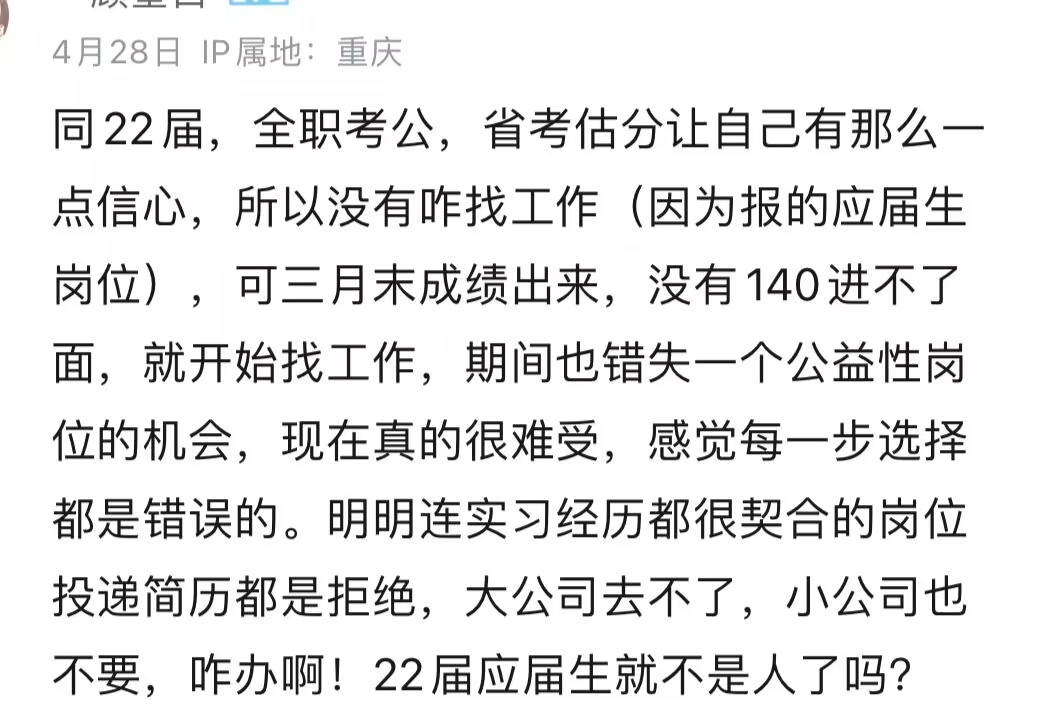 4月28日 IP属地：重庆
同22届，全职考公，省考估分让自己有那么一
点信心，所以没有咋找工作（因为报的应届生
岗位），可三月末成绩出来，没有140进不了
面，就开始找工作，期间也错失一个公益性岗
位的机会，现在真的很难受，感觉每一步选择
都是错误的。明明连实习经历都很契合的岗位
投递简历都是拒绝，大公司去不了，小公司也
不要，咋办啊！22届应届生就不是人了吗？